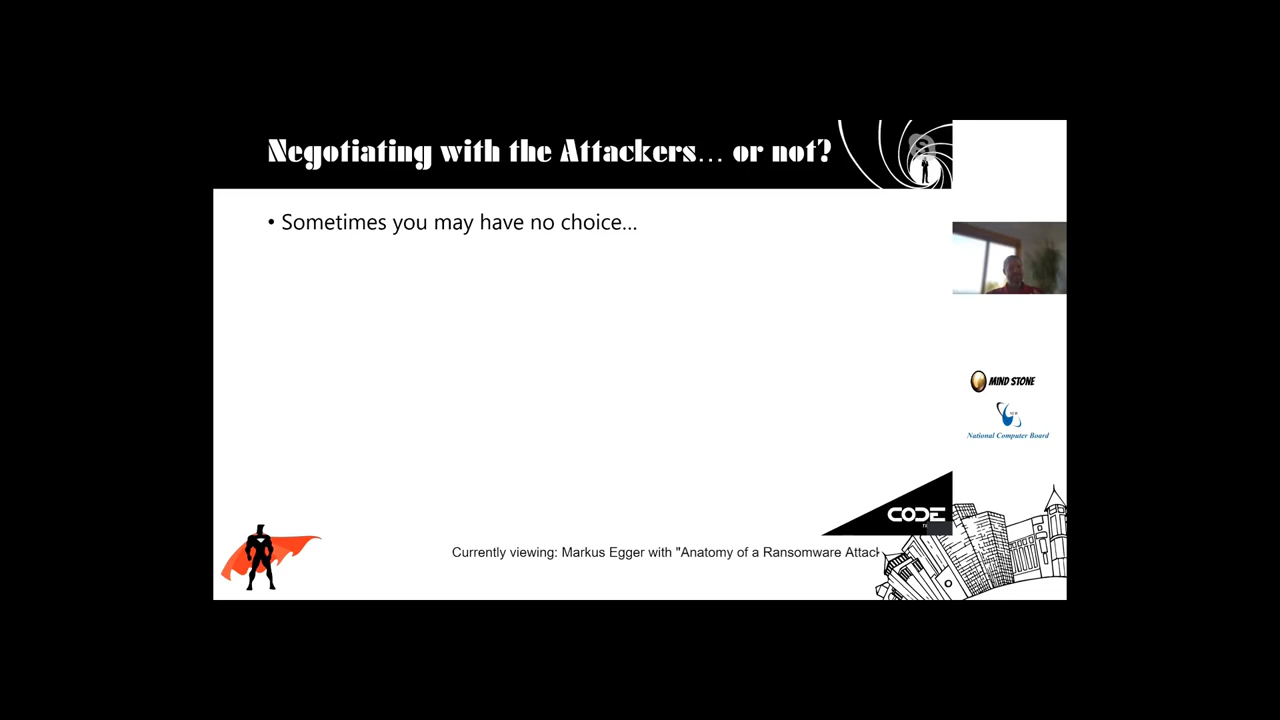 Negotiating with the Attackers... or not?
• Sometimes you may have no choice...
MIND STONE
National Computer Board
CODE
Currently viewing: Markus Egger with "Anatomy of a Ransomware Attack